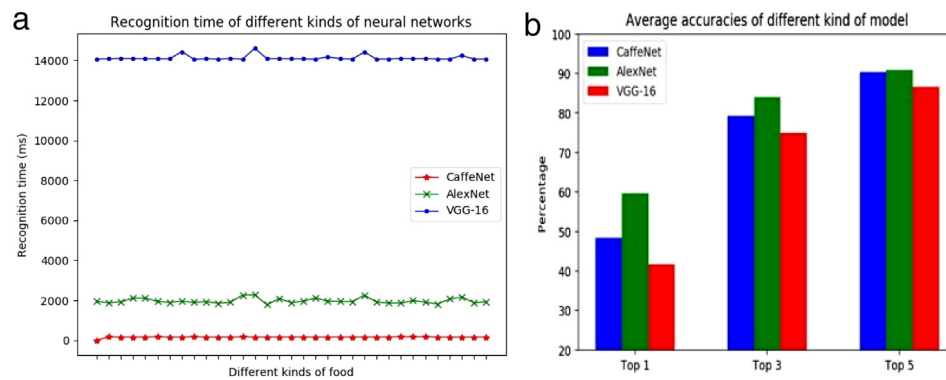 a
Recognition time of different kinds of neural networks
14000
12000
10000
8000
6000
4000
2000
0
Recognition time (ms)
CaffeNet
AlexNet
VGG-16
Different kinds of food
b
Average accuracies of different kind of model
100
90
80
70
60
50
40
30
20
Percentage
CaffeNet
AlexNet
VGG-16
Top 1
Top 3
Top 5